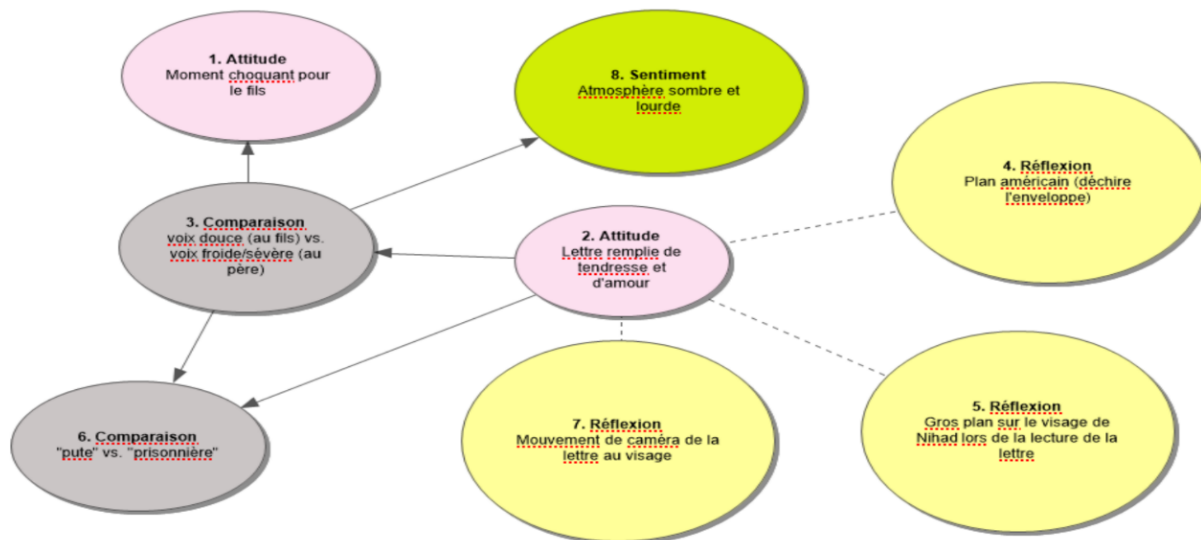 1. Attitude
Moment choquant pour
le fils
8. Sentiment
Atmosphère sombre et
lourde
4. Réflexion
Plan américain (déchire
l'enveloppe)
3. Comparaison
voix douce (au fils) vs.
voix froide/sévère (au
père)
2. Attitude
Lettre remplie de
tendresse et
d'amour
6. Comparaison
"pute" vs. "prisonnière"
7. Réflexion
Mouvement de caméra de la
lettre au visage
5. Réflexion
Gros plan sur le visage de
Nihad lors de la lecture de la
lettre